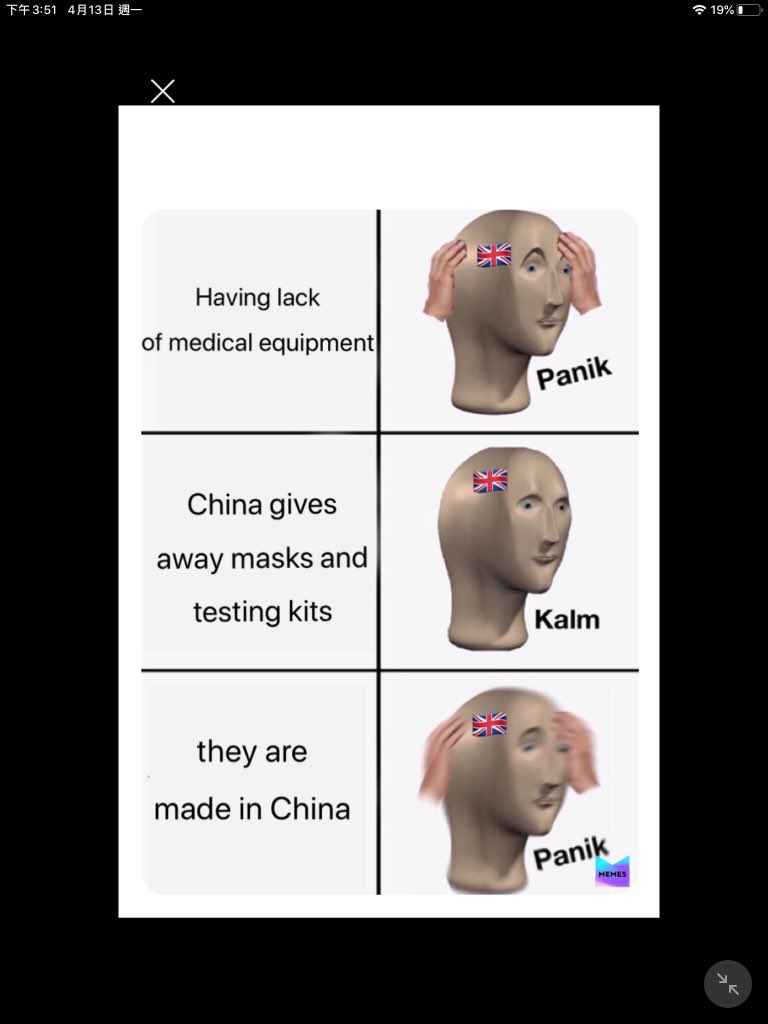 下午3:51 4月13日 週一 19%
Having lack
of medical equipment
Panik
China gives
away masks and
testing kits
Kalm
they are
made in China
Panik
MEMES